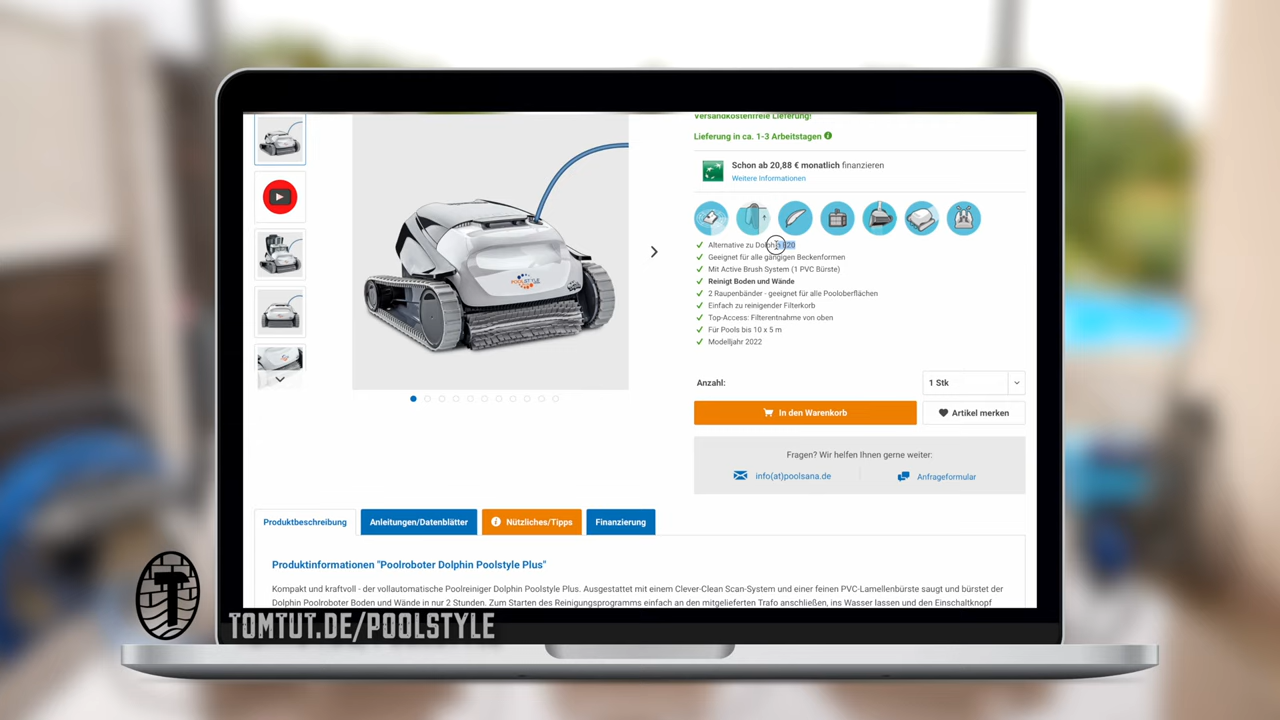 Versandkostenfreie Lieferung!
Lieferung in ca. 1-3 Arbeitstagen
Schon ab 20,88 € monatlich finanzieren
Weitere Informationen
Alternative zu
Geeignet für alle gängigen Beckenformen
Mit Active Brush System (1 PVC Bürste)
Reinigt Boden und Wände
2 Raupenbänder - geeignet für alle Pooloberflächen
Einfach zu reinigender Filterkorb
Top-Access: Filterentnahme von oben
Für Pools bis 10 x 5 m
Modelljahr 2022
POOLSTYLE
Anzahl:
1 Stk
In den Warenkorb
Artikel merken
Fragen? Wir helfen Ihnen gerne weiter:
info(at)poolsana.de
Anfrageformular
Produktbeschreibung
Anleitungen/Datenblätter
Nützliches/Tipps
Finanzierung
Produktinformationen "Poolroboter Dolphin Poolstyle Plus"
Kompakt und kraftvoll - der vollautomatische Poolreiniger Dolphin Poolstyle Plus. Ausgestattet mit einem Clever-Clean Scan-System und einer feinen PVC-Lamellenbürste saugt und bürstet der
Dolphin Poolroboter Boden und Wände in nur 2 Stunden. Zum Starten des Reinigungsprogramms einfach an den mitgelieferten Trafo anschließen, ins Wasser lassen und den Einschaltknopf
TOMTUT.DE/POOLSTYLE